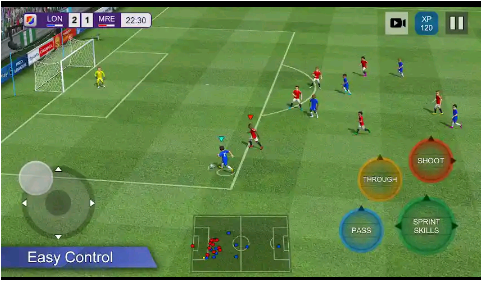 LON 2 1 MRE 22:30
XP
120
SHOOT
THROUGH
SPRINT
SKILLS
PASS
Easy Control